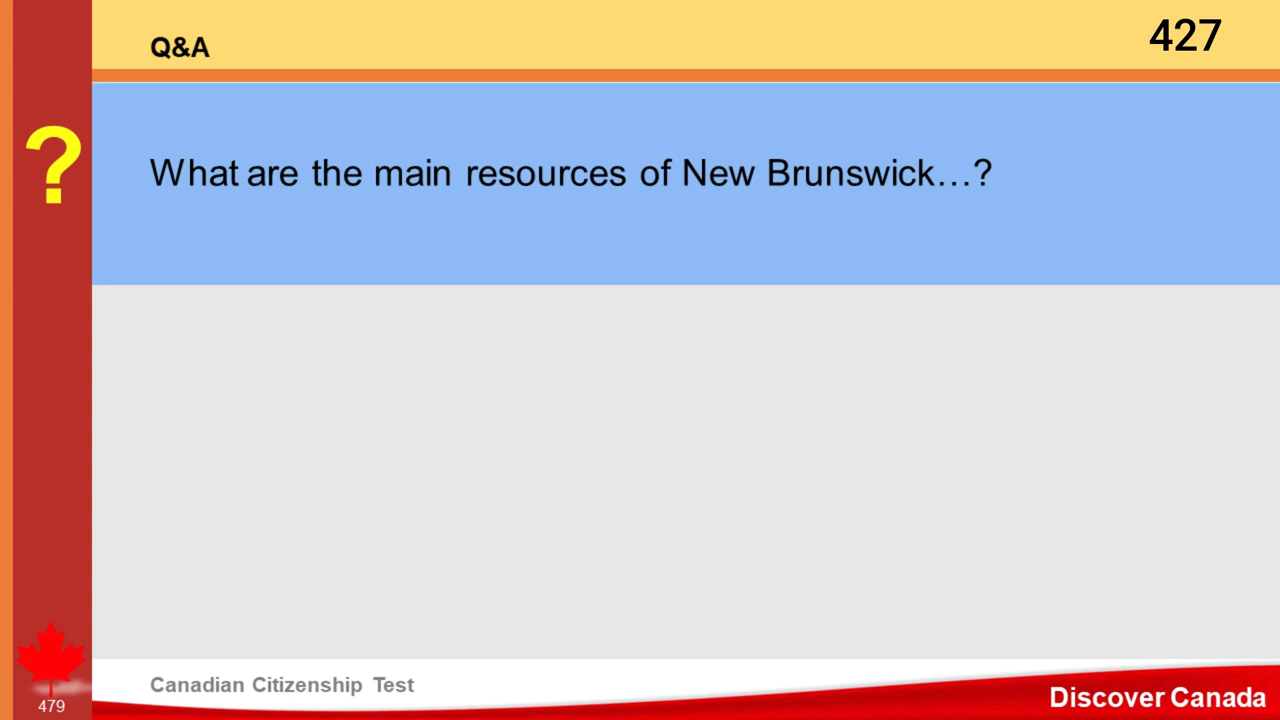 Q&A
427
?
What are the main resources of New Brunswick…?
Canadian Citizenship Test
479
Discover Canada